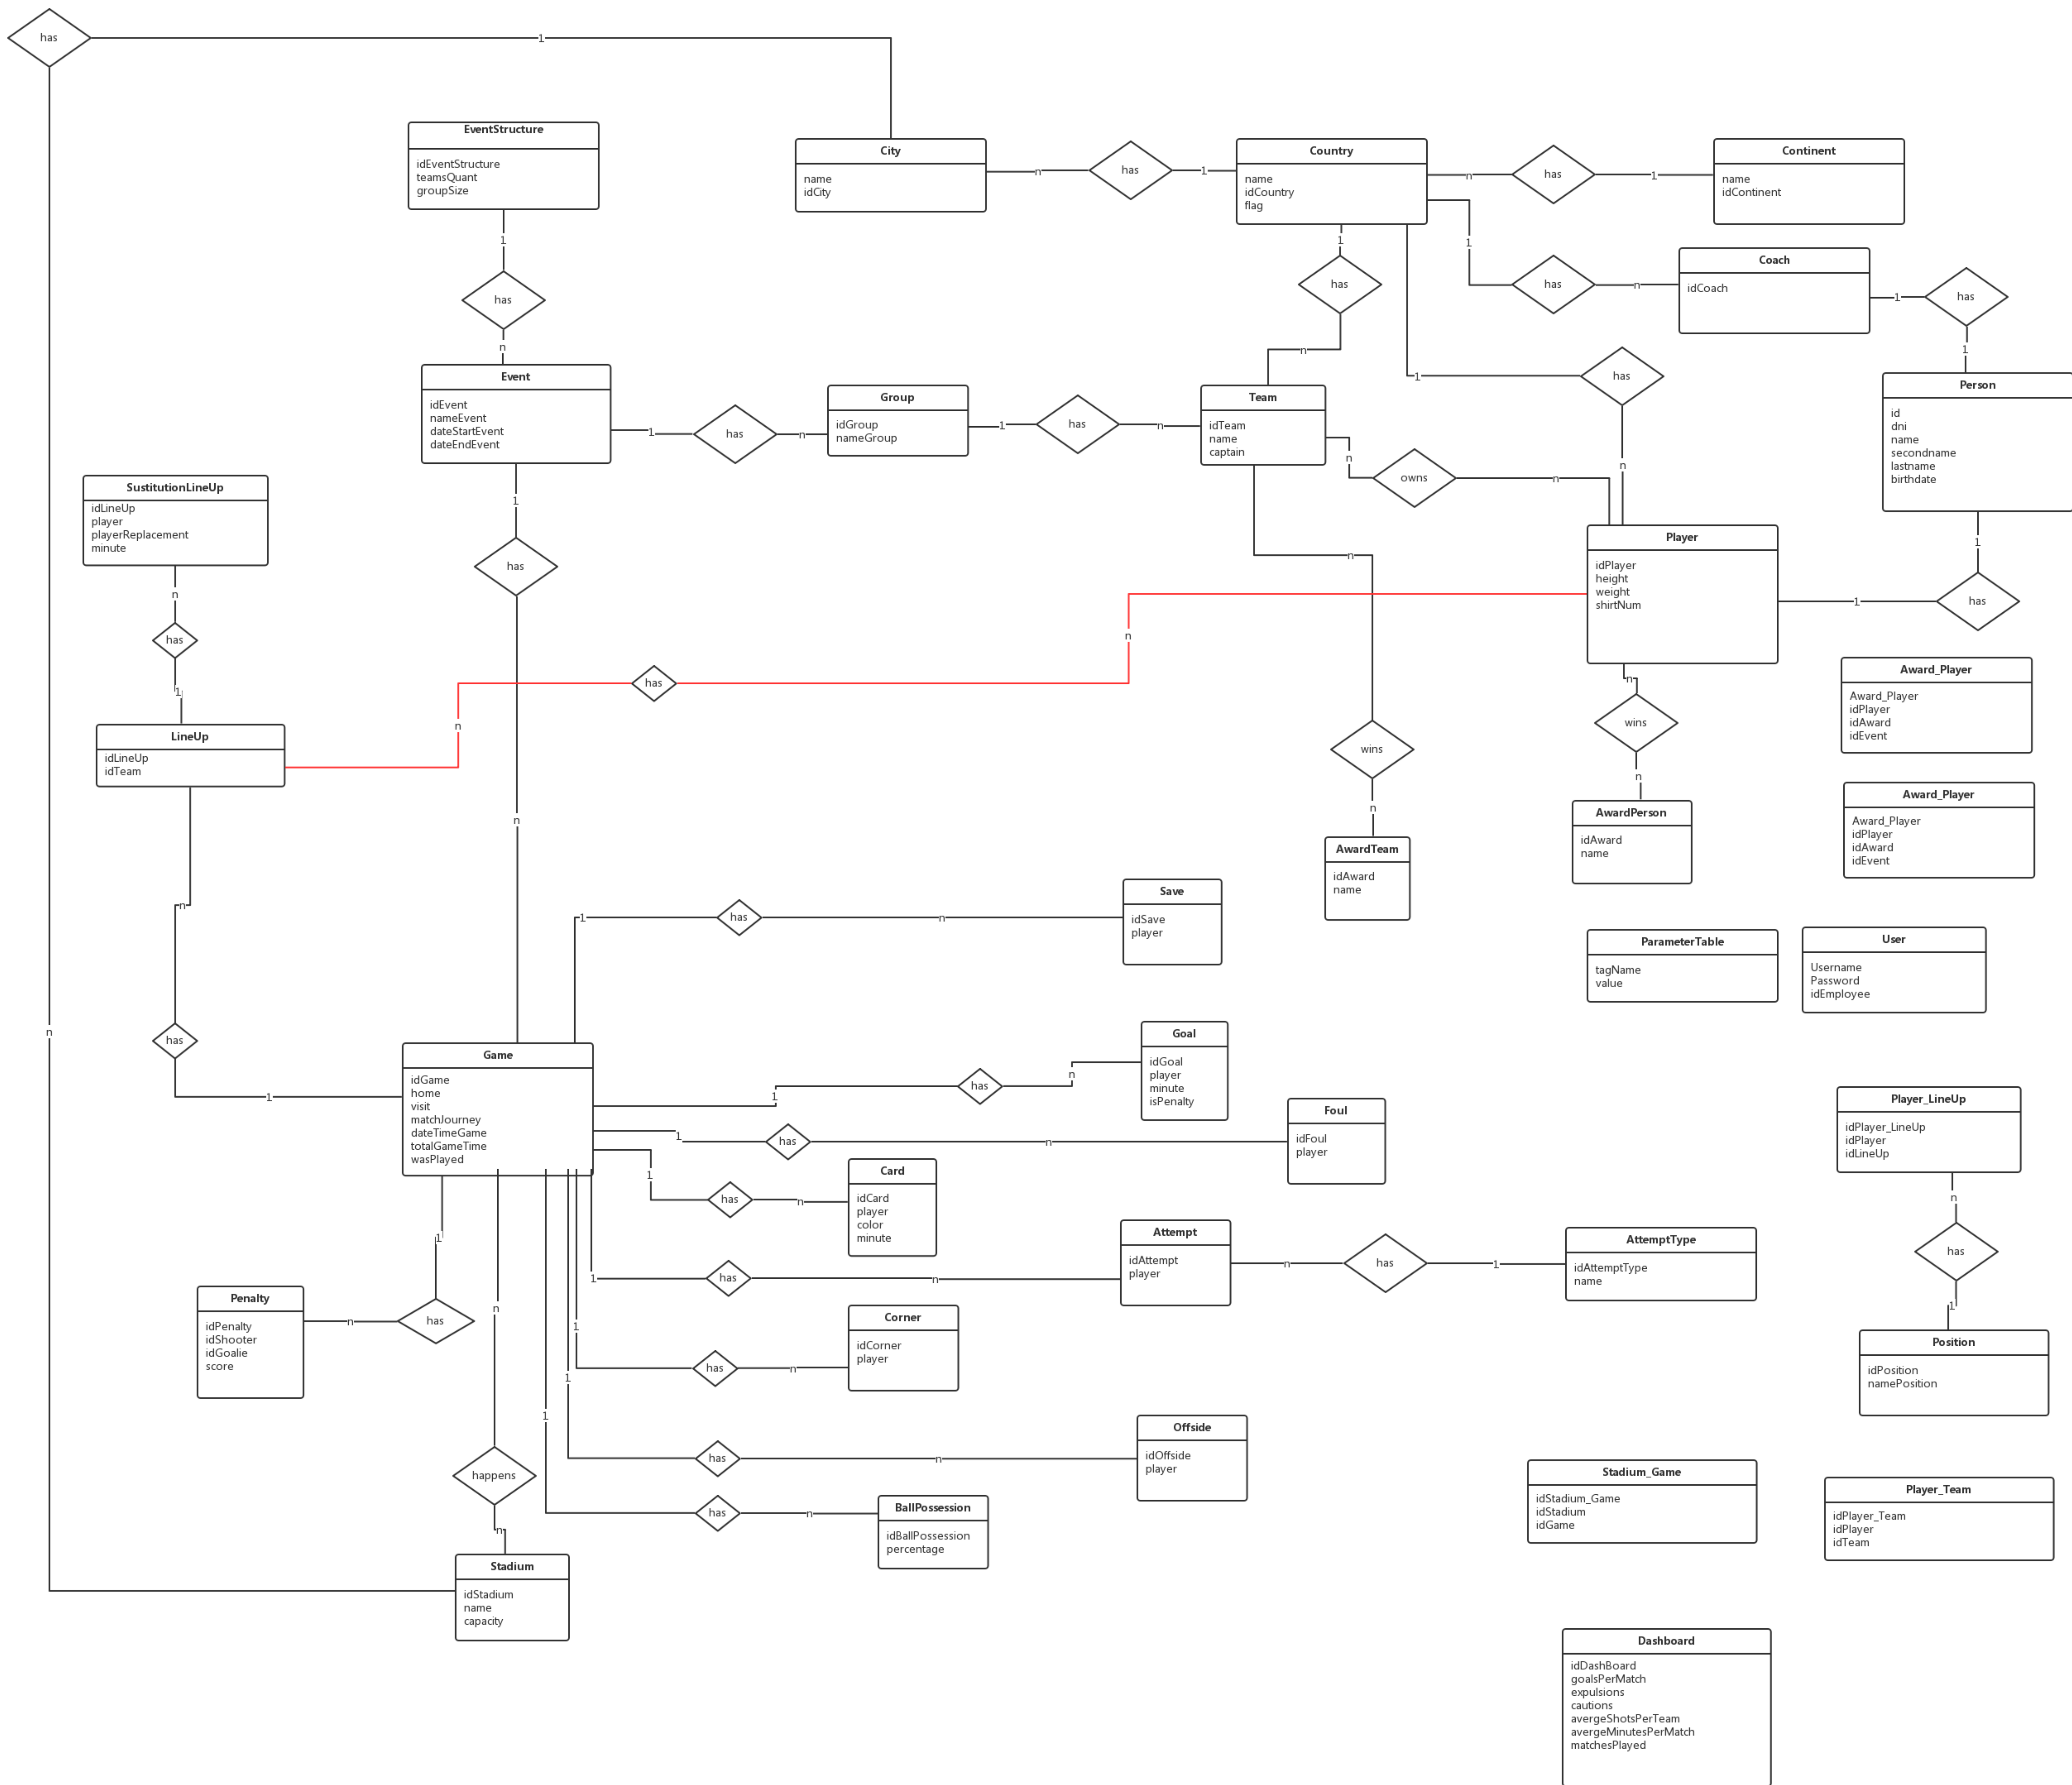 has
1
EventStructure
idEventStructure
teamsQuant
groupSize
City
name
idCity
n
has
1
Country
name
idCountry
flag
n
has
1
Continent
name
idContinent
1
has
n
1
has
n
1
has
n
Coach
idCoach
1
has
1
Person
id
dni
name
secondname
lastname
birthdate
1
has
n
Event
idEvent
nameEvent
dateStartEvent
dateEndEvent
1
has
n
Group
idGroup
nameGroup
1
has
n
Team
idTeam
name
captain
n
owns
n
SustitutionLineUp
idLineUp
player
playerReplacement
minute
1
has
n
n
Player
idPlayer
height
weight
shirtNum
1
has
1
n
has
1
n
has
n
LineUp
idLineUp
idTeam
n
wins
n
n
wins
n
Award_Player
Award_Player
idPlayer
idAward
idEvent
Award_Player
Award_Player
idPlayer
idAward
idEvent
AwardPerson
idAward
name
AwardTeam
idAward
name
n
1
has
n
Save
idSave
player
ParameterTable
tagName
value
User
Username
Password
idEmployee
n
has
1
Game
idGame
home
visit
matchJourney
dateTimeGame
totalGameTime
wasPlayed
1
has
n
Goal
idGoal
player
minute
isPenalty
1
has
n
Foul
idFoul
player
1
has
n
Card
idCard
player
color
minute
Player_LineUp
idPlayer_LineUp
idPlayer
idLineUp
n
has
1
Position
idPosition
namePosition
1
has
n
Attempt
idAttempt
player
n
has
1
AttemptType
idAttemptType
name
1
has
n
Penalty
idPenalty
idShooter
idGoalie
score
1
has
n
Corner
idCorner
player
1
has
n
Offside
idOffside
player
1
has
n
BallPossession
idBallPossession
percentage
n
happens
n
Stadium
idStadium
name
capacity
Stadium_Game
idStadium_Game
idStadium
idGame
Player_Team
idPlayer_Team
idPlayer
idTeam
Dashboard
idDashBoard
goalsPerMatch
expulsions
cautions
avergeShotsPerTeam
avergeMinutesPerMatch
matchesPlayed